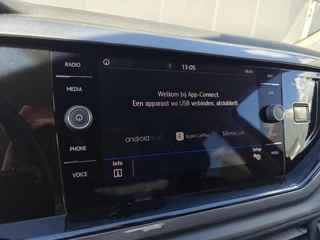 RADIO
13:05
MEDIA
Welkom bij App-Connect.
Een apparaat via USB verbinden, alstublieft.
androidauto
Apple CarPlay
MirrorLink
PHONE
VOICE
Info
Setup